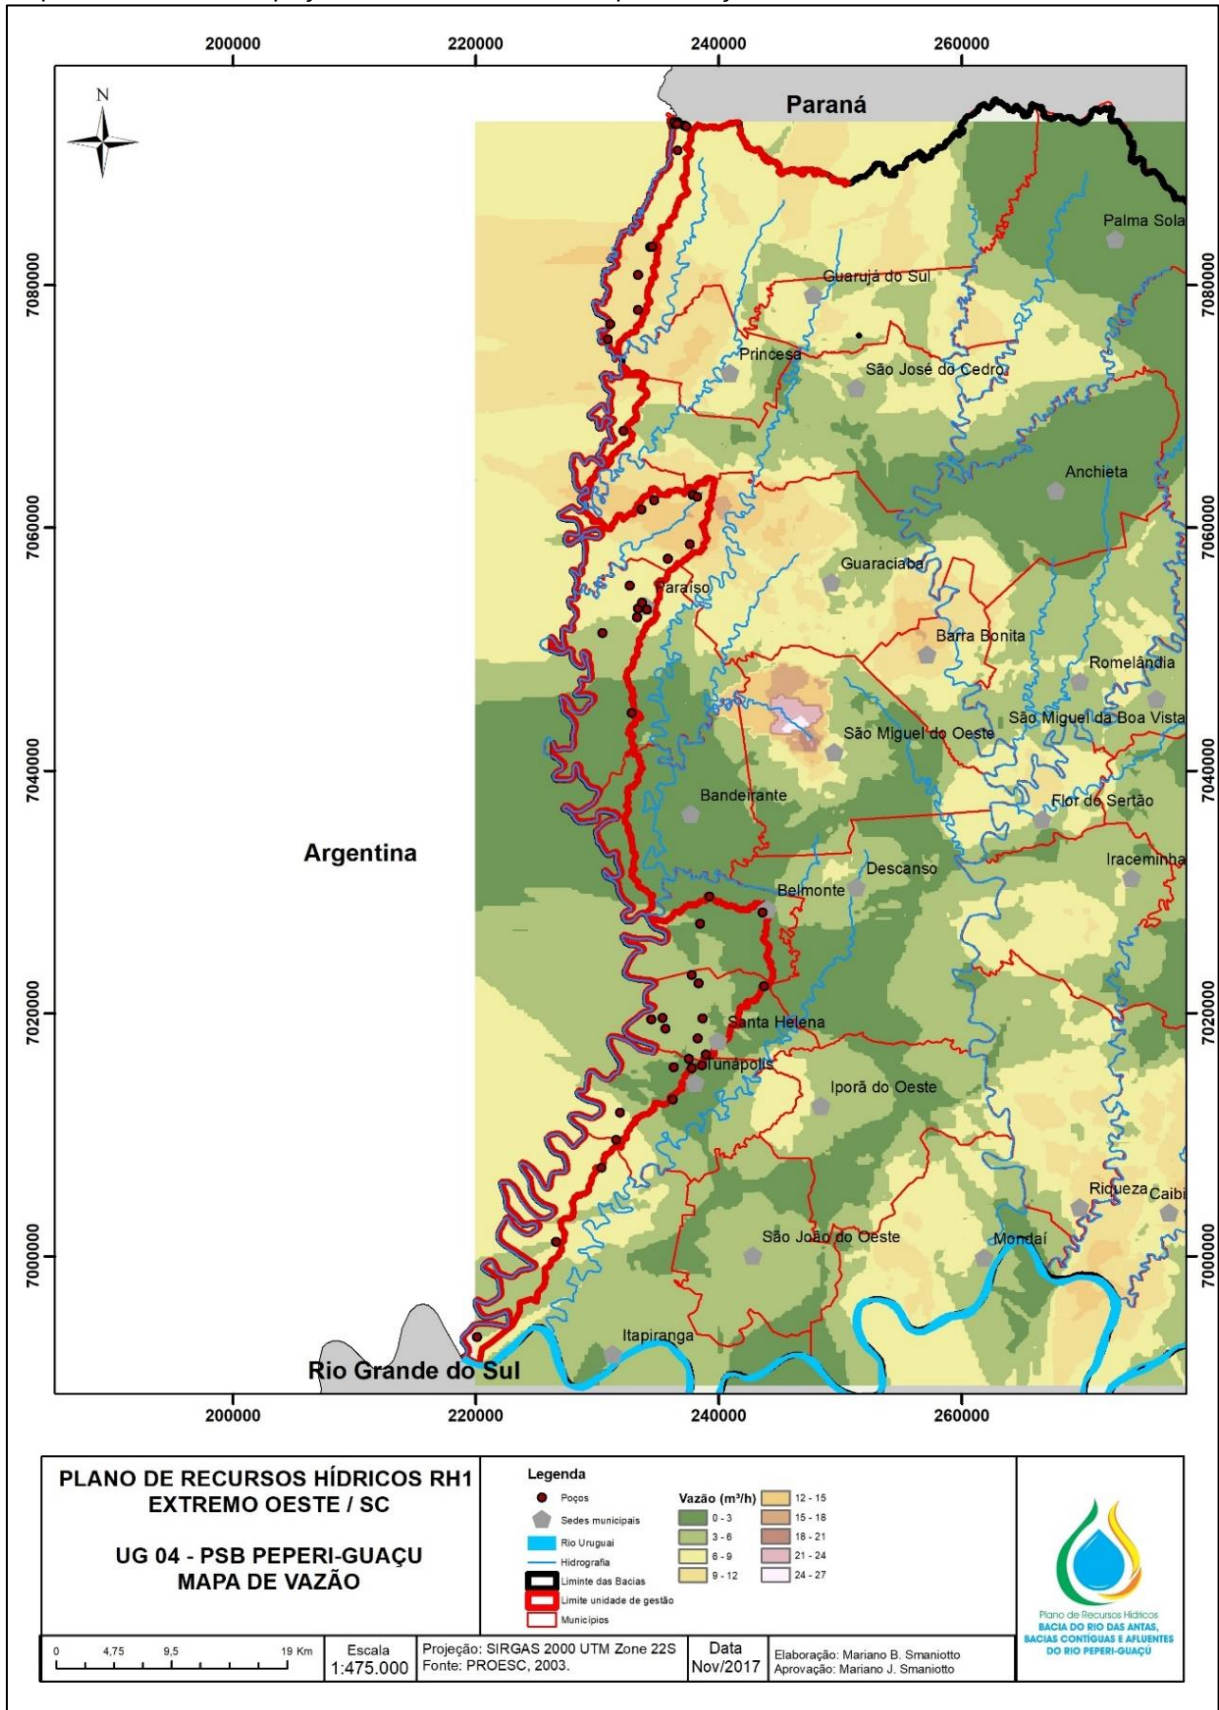 200000 220000 240000 260000
N
Paraná
Palma Sola
7080000
Guarujá do Sul
7080000
Princesa
São José do Cedro
Anchieta
7060000
7060000
Guaraciaba
Paraíso
Barra Bonita
Romelândia
São Miguel da Boa Vista
São Miguel do Oeste
7040000
7040000
Bandeirante
Flor do Sertão
Argentina
Descanso
Iraceminha
Belmonte
7020000
7020000
Santa Helena
Tunápolis
Iporã do Oeste
Riqueza
Caibi
São João do Oeste
Mondaí
7000000
7000000
Itapiranga
Rio Grande do Sul
200000 220000 240000 260000
PLANO DE RECURSOS HÍDRICOS RH1
EXTREMO OESTE / SC
UG 04 - PSB PEPERI-GUAÇU
MAPA DE VAZÃO
Legenda
Poços
Sedes municipais
Rio Uruguai
Hidrografia
Liminte das Bacias
Limite unidade de gestão
Municípios
Vazão (m³/h)
0 - 3
3 - 6
6 - 9
9 - 12
12 - 15
15 - 18
18 - 21
21 - 24
24 - 27
Plano de Recursos Hídricos
BACIA DO RIO DAS ANTAS,
BACIAS CONTÍGUAS E AFLUENTES
DO RIO PEPERI-GUAÇÚ
0 4,75 9,5 19 Km
Escala
1:475.000
Projeção: SIRGAS 2000 UTM Zone 22S
Fonte: PROESC, 2003.
Data
Nov/2017
Elaboração: Mariano B. Smaniotto
Aprovação: Mariano J. Smaniotto